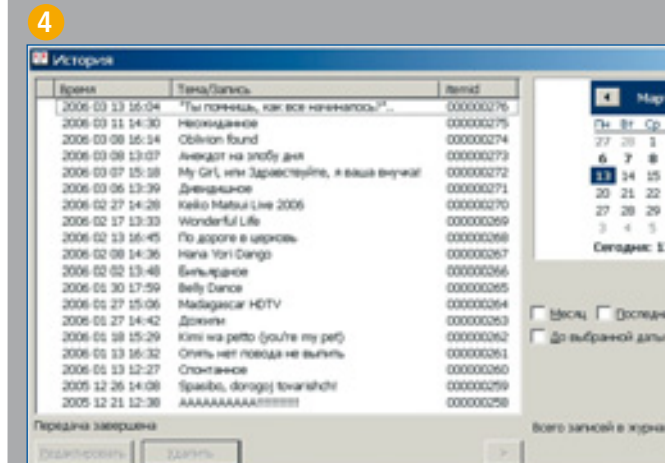 4
История
Время Тема/Запись Itemid
2006 03 13 16:04 "Ты помнишь, как все начиналось?"... 000000276
2006 03 11 14:30 Неожиданное 000000275
2006 03 08 16:14 Oblivion found 000000274
2006 03 08 13:07 Анекдот на злобу дня 000000273
2006 03 07 15:18 My Girl, или Здравствуйте, я ваша внучка! 000000272
2006 03 06 13:39 Дивидишное 000000271
2006 02 27 14:28 Keiko Matsui Live 2006 000000270
2006 02 17 13:33 Wonderful Life 000000269
2006 02 13 16:45 По дороге в церковь 000000268
2006 02 08 14:36 Hana Yori Dango 000000267
2006 02 02 13:48 Бильярдное 000000266
2006 01 30 17:59 Belly Dance 000000265
2006 01 27 15:06 Madagascar HDTV 000000264
2006 01 27 14:42 Дожили 000000263
2006 01 18 15:29 Kimi wa petto (you're my pet) 000000262
2006 01 13 16:32 Опять нет повода не выпить 000000261
2006 01 13 12:27 Спонтанное 000000260
2005 12 26 14:08 Spasibo, dorogoj tovarishch! 000000259
2005 12 21 12:38 000000258
Мар
Пн Вт Ср
27 28 1
6 7 8
13 14 15
20 21 22
27 28 29
3 4 5
Сегодня: 1
Месяц Последн
До выбранной даты
Передача завершена
Всего записей в журна
Редактировать Удалить >